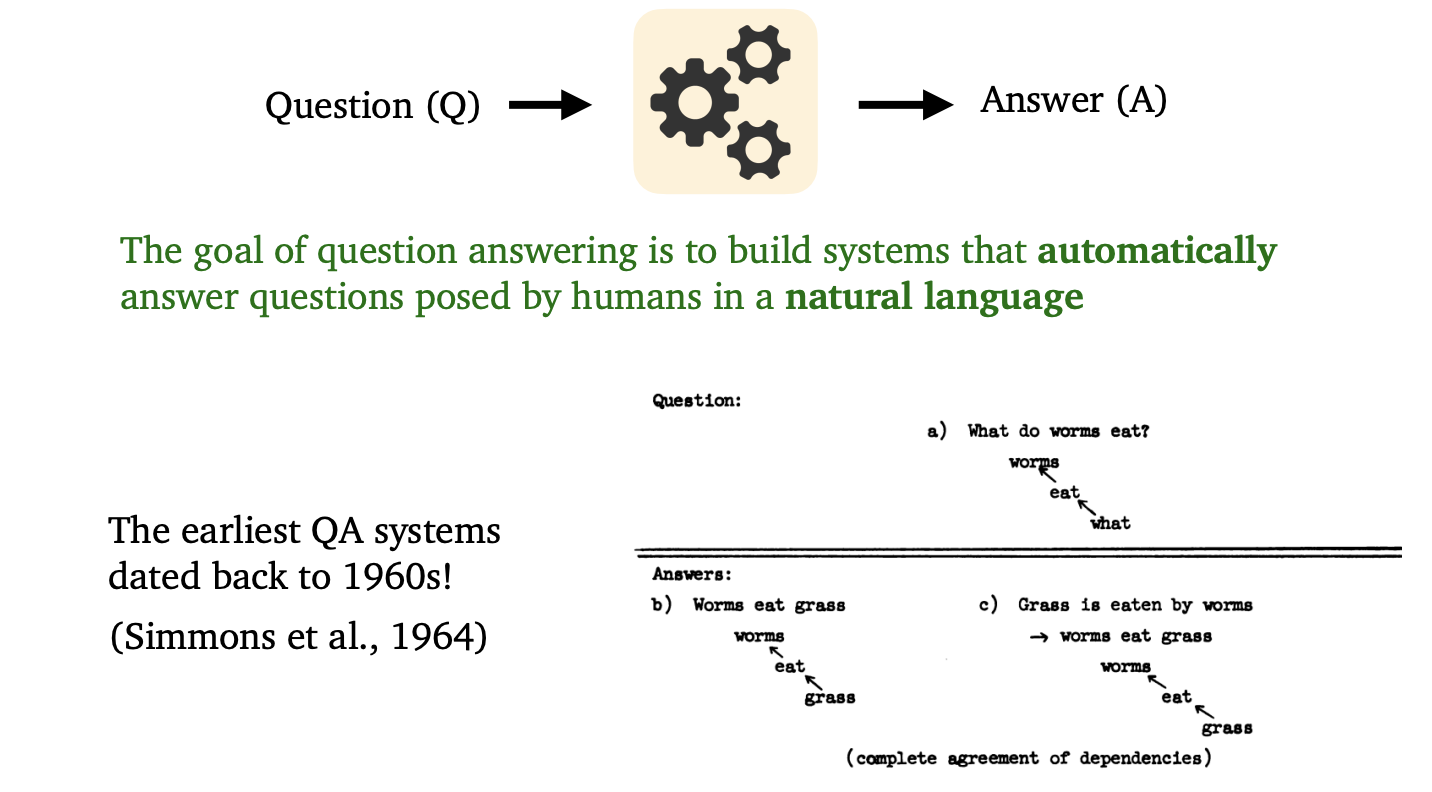 Question (Q)
Answer (A)
The goal of question answering is to build systems that automatically
answer questions posed by humans in a natural language
The earliest QA systems
dated back to 1960s!
(Simmons et al., 1964)
Question:
a) What do worms eat?
worms
eat
what
Answers:
b) Worms eat grass
worms
eat
grass
c) Grass is eaten by worms
→ worms eat grass
worms
eat
grass
(complete agreement of dependencies)